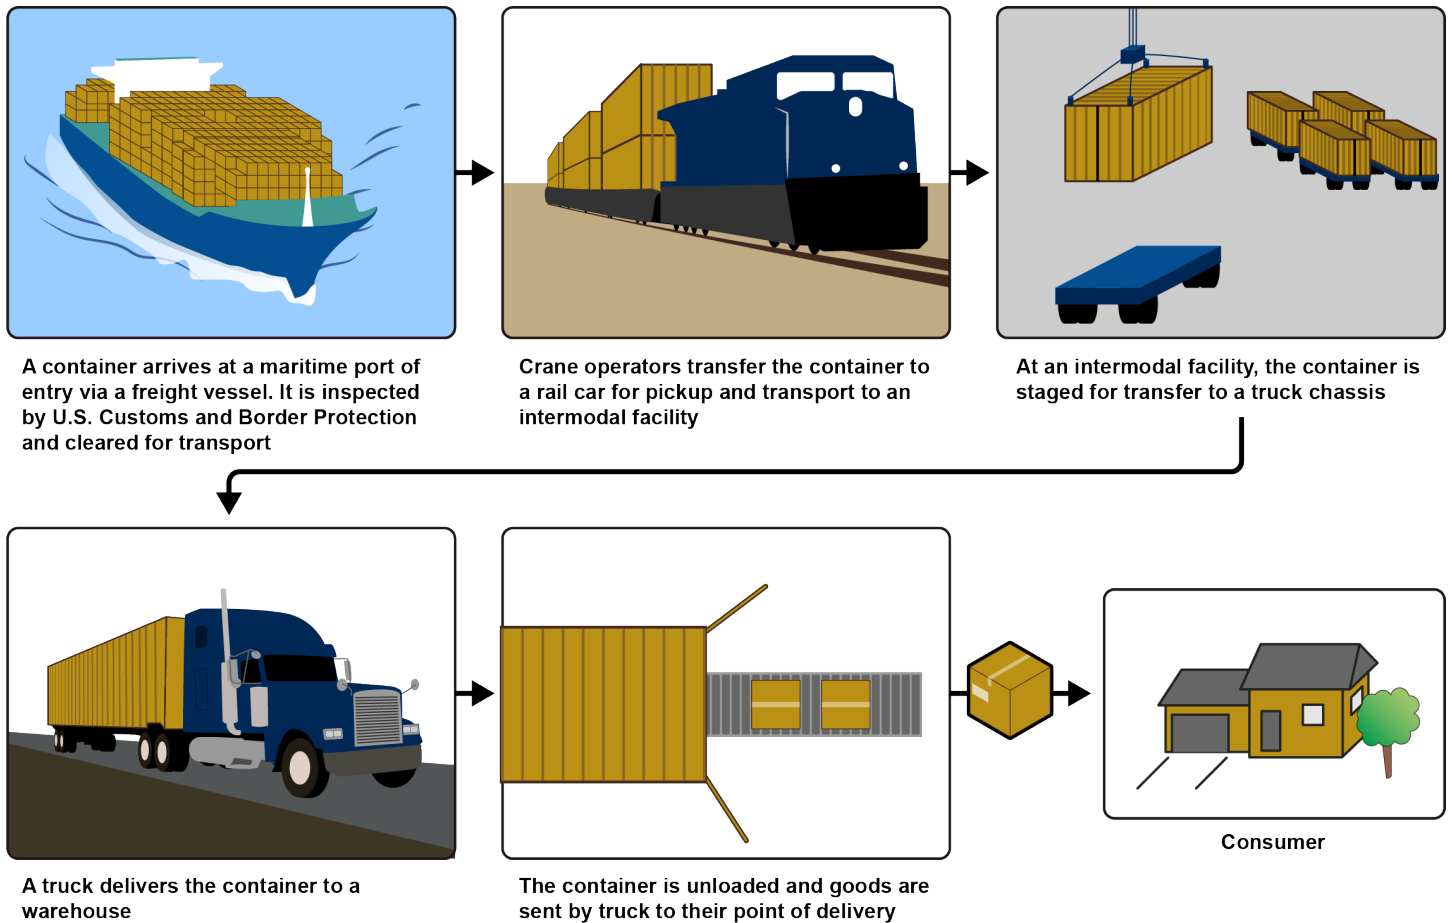 A container arrives at a maritime port of
entry via a freight vessel. It is inspected
by U.S. Customs and Border Protection
and cleared for transport
Crane operators transfer the container to
a rail car for pickup and transport to an
intermodal facility
At an intermodal facility, the container is
staged for transfer to a truck chassis
A truck delivers the container to a
warehouse
The container is unloaded and goods are
sent by truck to their point of delivery
Consumer